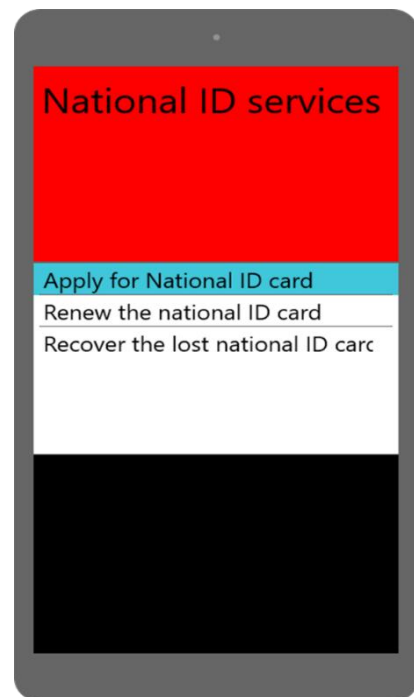 National ID services
Apply for National ID card
Renew the national ID card
Recover the lost national ID carc